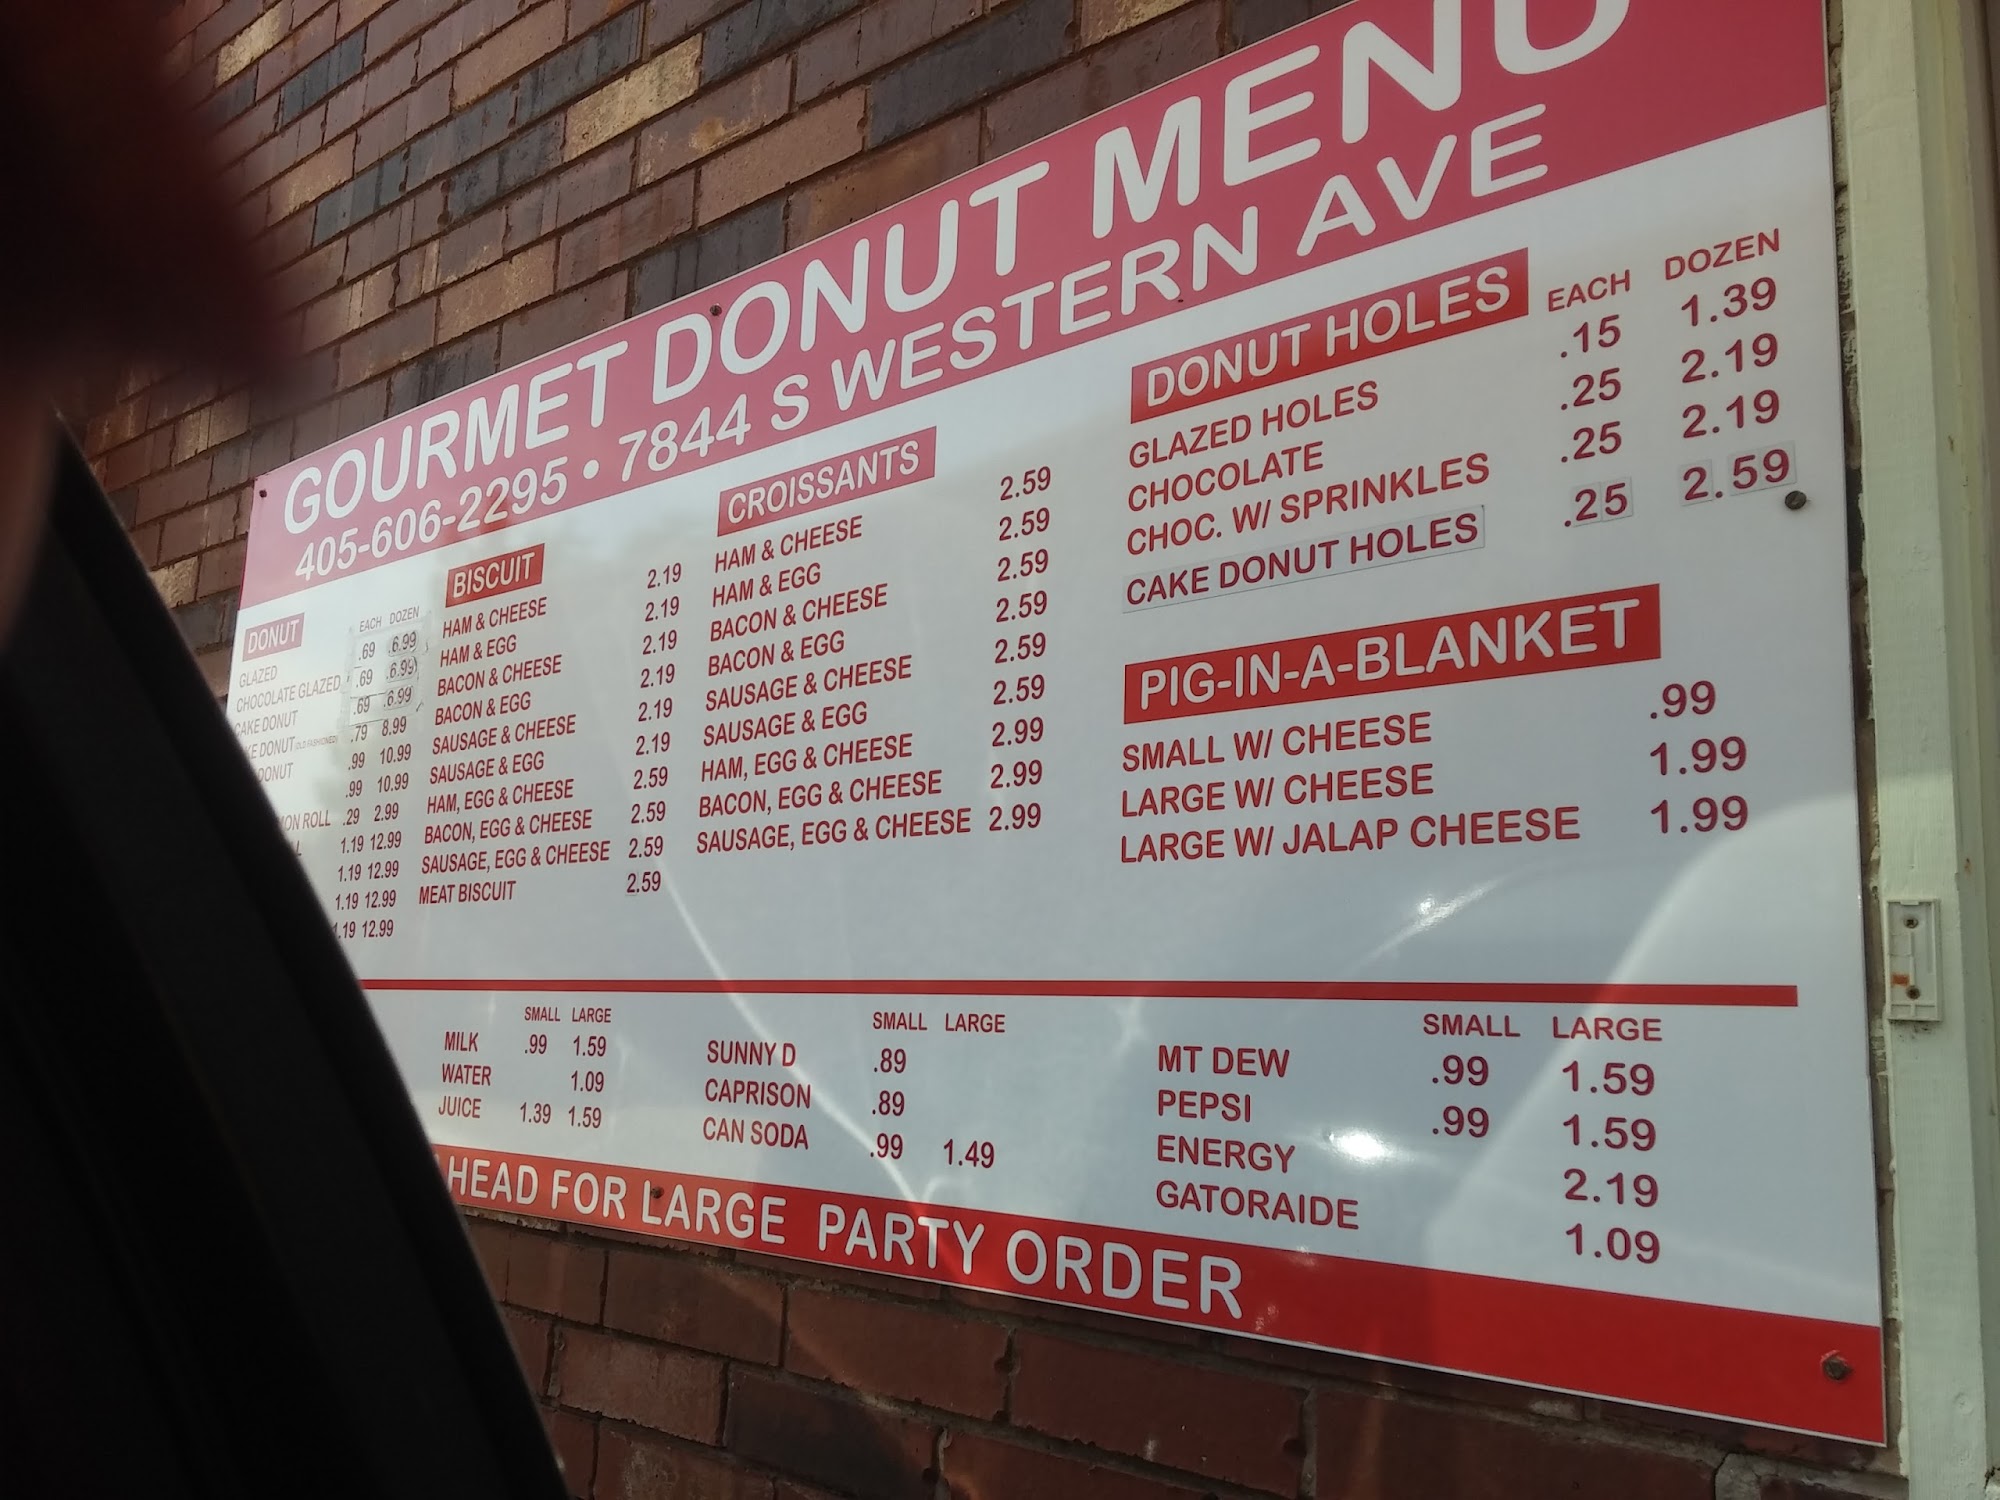 GOURMET DONUT MENU
405-606-2295 • 7844 S WESTERN AVE
DONUT EACH DOZEN
GLAZED .69 6.99
CHOCOLATE GLAZED .69 6.99
CAKE DONUT .69 6.99
KE DONUT (OLD FASHIONED) .79 8.99
DONUT .99 10.99
.99 10.99
MON ROLL .29 2.99
1.19 12.99
1.19 12.99
1.19 12.99
1.19 12.99
BISCUIT
HAM & CHEESE 2.19
HAM & EGG 2.19
BACON & CHEESE 2.19
BACON & EGG 2.19
SAUSAGE & CHEESE 2.19
SAUSAGE & EGG 2.19
HAM, EGG & CHEESE 2.59
BACON, EGG & CHEESE 2.59
SAUSAGE, EGG & CHEESE 2.59
MEAT BISCUIT 2.59
CROISSANTS
HAM & CHEESE 2.59
HAM & EGG 2.59
BACON & CHEESE 2.59
BACON & EGG 2.59
SAUSAGE & CHEESE 2.59
SAUSAGE & EGG 2.59
HAM, EGG & CHEESE 2.99
BACON, EGG & CHEESE 2.99
SAUSAGE, EGG & CHEESE 2.99
DONUT HOLES EACH DOZEN
GLAZED HOLES .15 1.39
CHOCOLATE .25 2.19
CHOC. W/ SPRINKLES .25 2.19
CAKE DONUT HOLES .25 2.59
PIG-IN-A-BLANKET
SMALL W/ CHEESE .99
LARGE W/ CHEESE 1.99
LARGE W/ JALAP CHEESE 1.99
SMALL LARGE
MILK .99 1.59
WATER 1.09
JUICE 1.39 1.59
SMALL LARGE
SUNNY D .89
CAPRISON .89
CAN SODA .99 1.49
SMALL LARGE
MT DEW .99 1.59
PEPSI .99 1.59
ENERGY 2.19
GATORAIDE 1.09
HEAD FOR LARGE PARTY ORDER